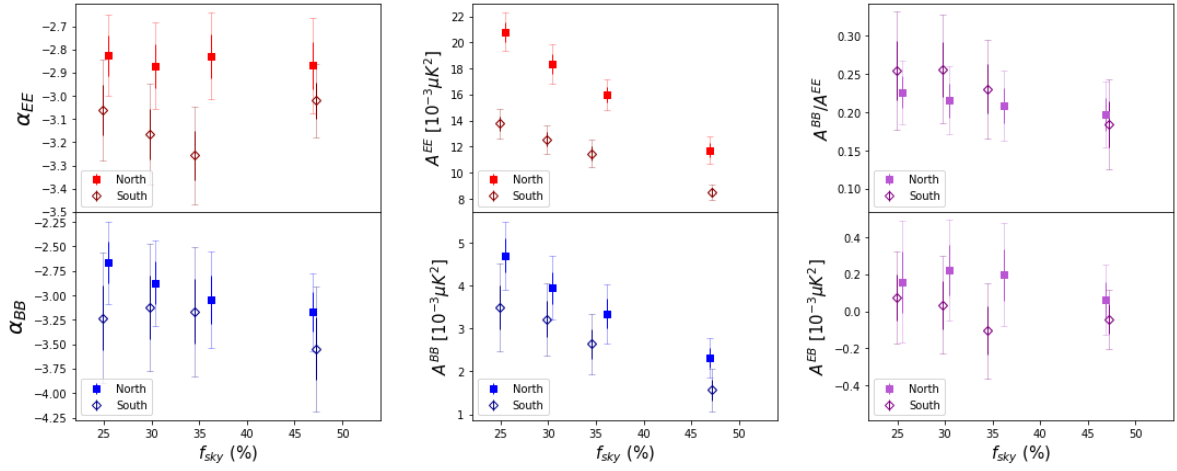 α_EE
−2.7
−2.8
−2.9
−3.0
−3.1
−3.2
−3.3
−3.4
−3.5
North
South
α_BB
−2.25
−2.50
−2.75
−3.00
−3.25
−3.50
−3.75
−4.00
−4.25
North
South
25 30 35 40 45 50
f_sky (%)
A^EE [10^−3 μK^2]
22
20
18
16
14
12
10
8
North
South
A^BB [10^−3 μK^2]
5
4
3
2
1
North
South
25 30 35 40 45 50
f_sky (%)
A^BB/A^EE
0.30
0.25
0.20
0.15
0.10
North
South
A^EB [10^−3 μK^2]
0.4
0.2
0.0
−0.2
−0.4
North
South
25 30 35 40 45 50
f_sky (%)